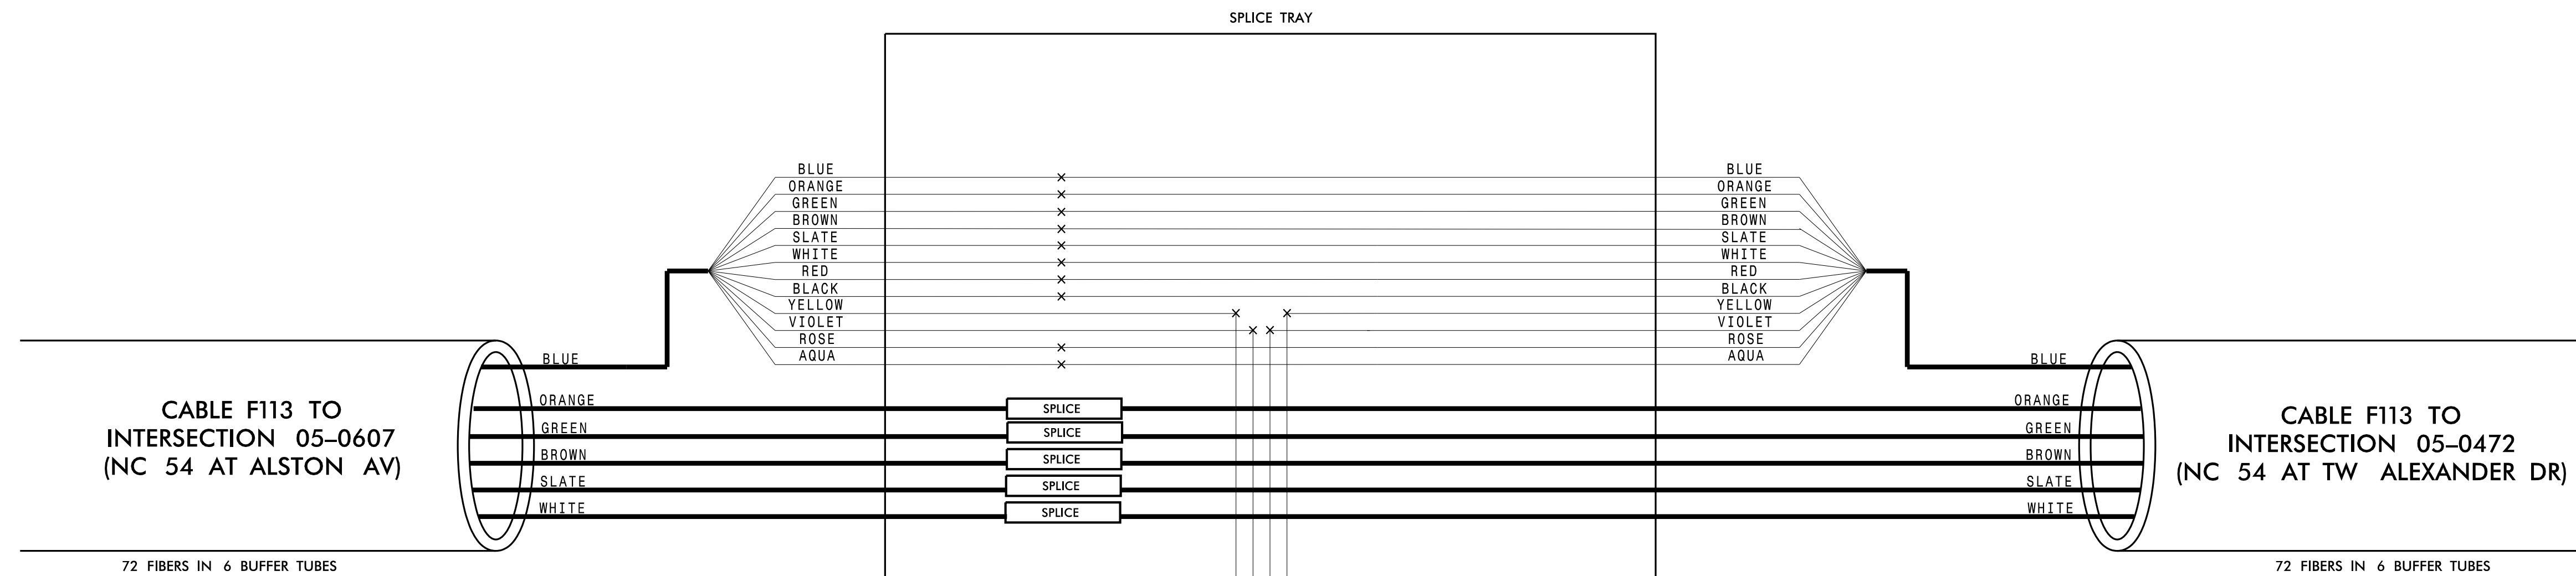 SPLICE TRAY
BLUE BLUE
ORANGE ORANGE
GREEN GREEN
BROWN BROWN
SLATE SLATE
WHITE WHITE
RED RED
BLACK BLACK
YELLOW YELLOW
VIOLET VIOLET
ROSE ROSE
AQUA AQUA
BLUE BLUE
ORANGE SPLICE ORANGE
GREEN SPLICE GREEN
BROWN SPLICE BROWN
SLATE SPLICE SLATE
WHITE SPLICE WHITE
CABLE F113 TO
INTERSECTION 05-0607
(NC 54 AT ALSTON AV)
72 FIBERS IN 6 BUFFER TUBES
CABLE F113 TO
INTERSECTION 05-0472
(NC 54 AT TW ALEXANDER DR)
72 FIBERS IN 6 BUFFER TUBES